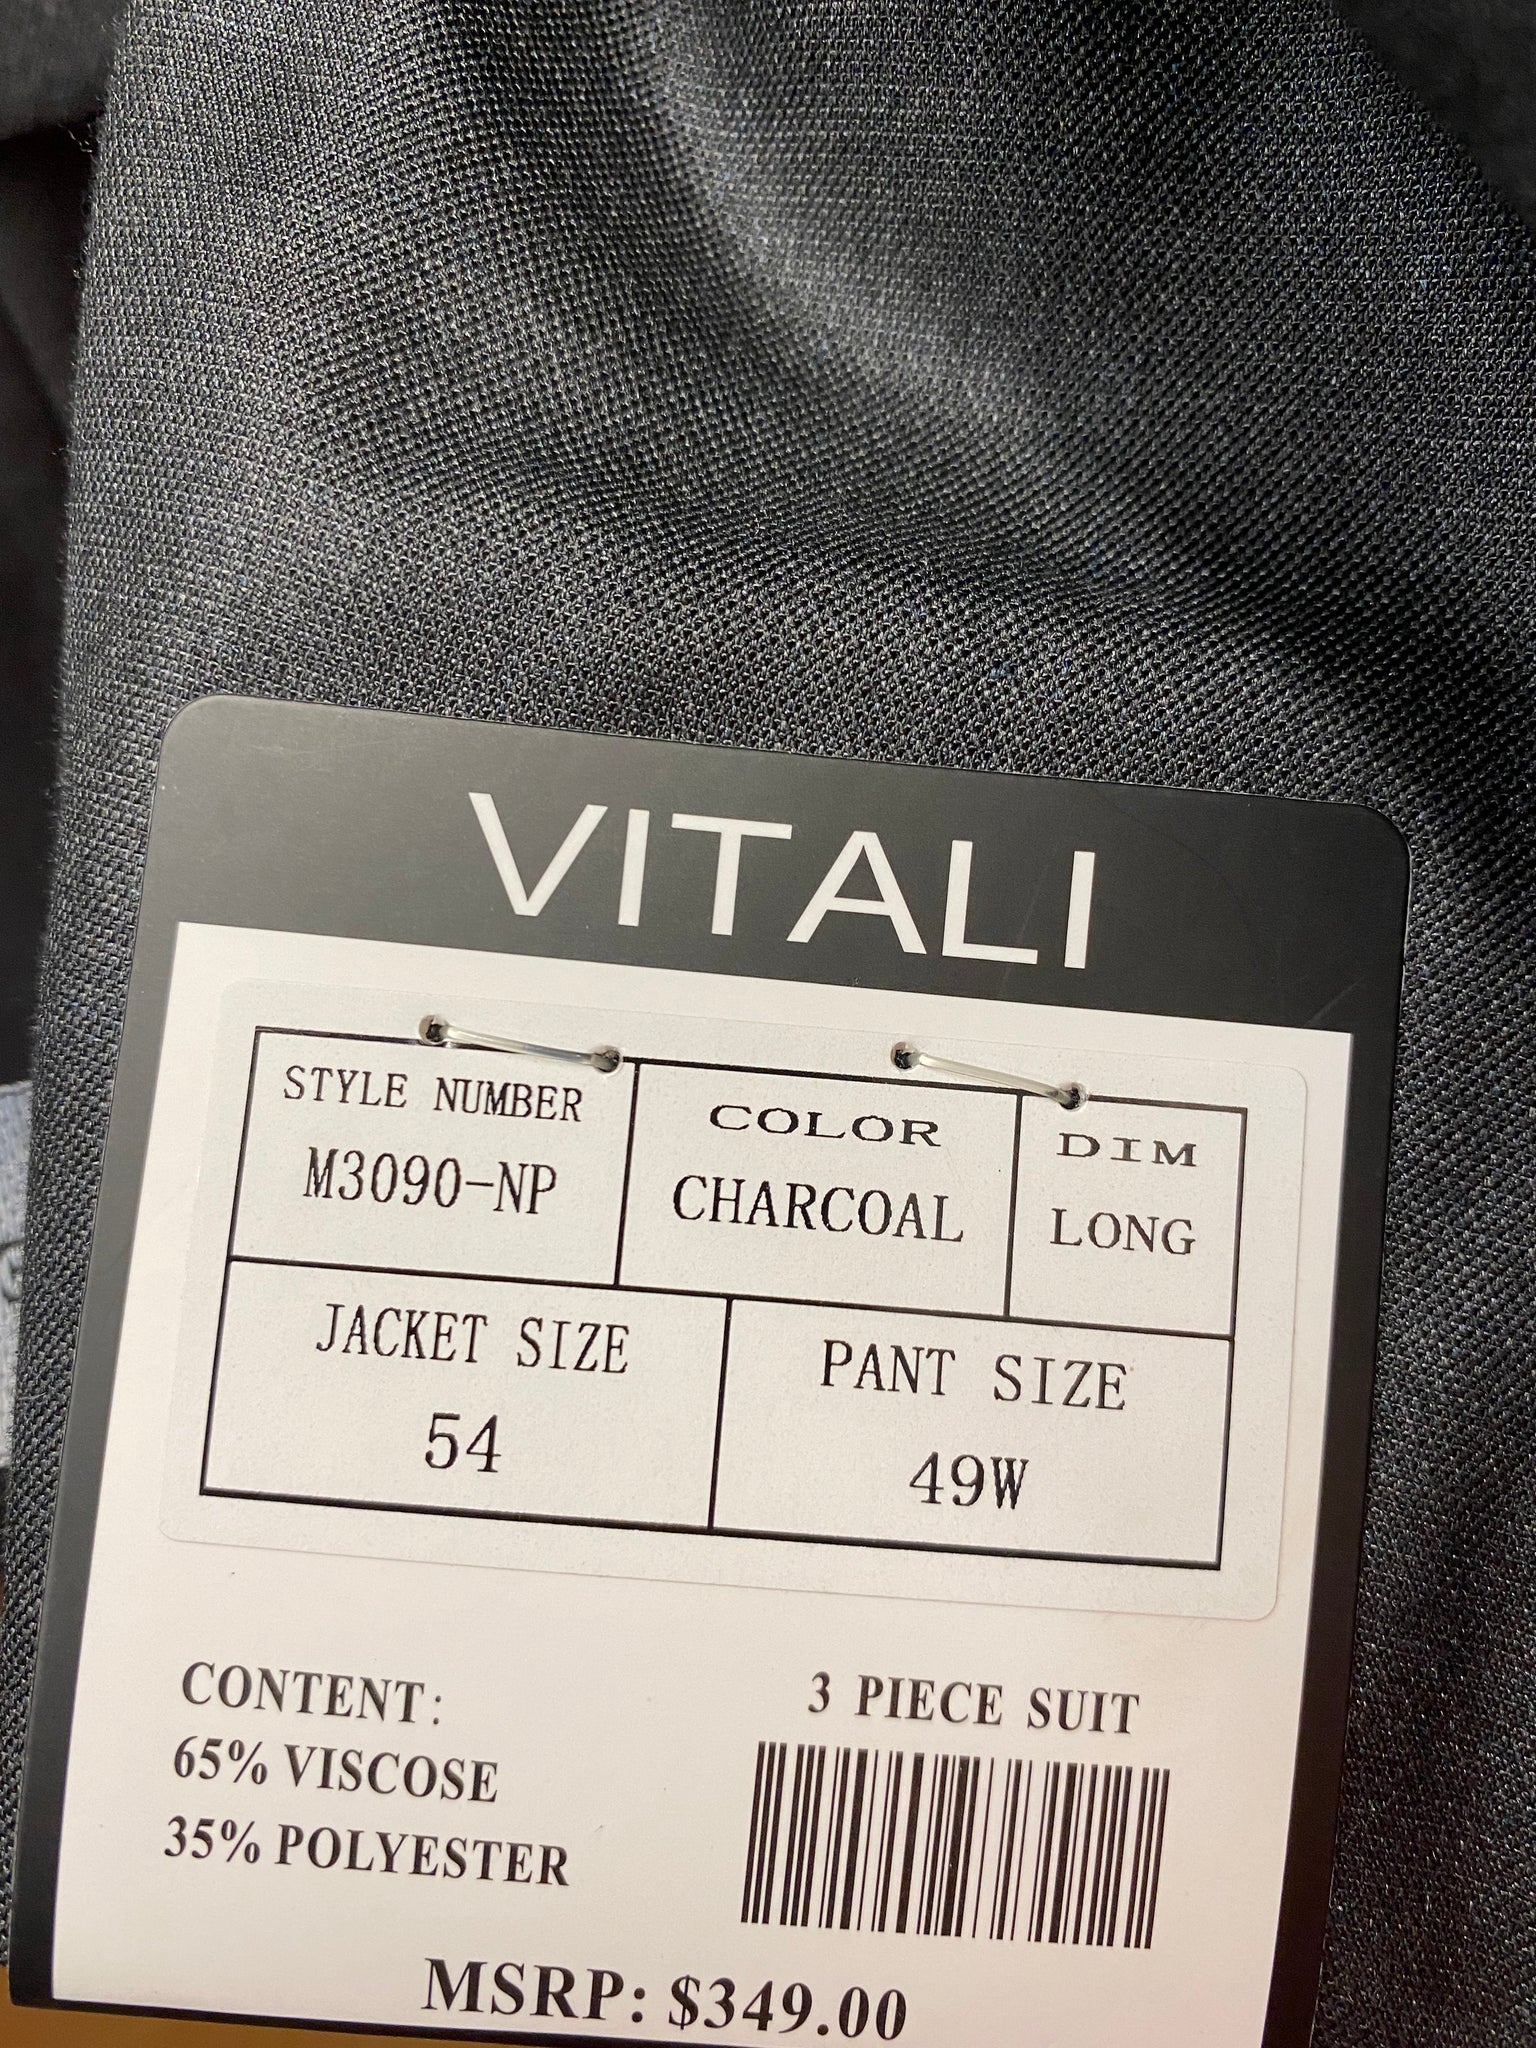 VITALI
STYLE NUMBER
M3090-NP
COLOR
CHARCOAL
DIM
LONG
JACKET SIZE
54
PANT SIZE
49W
CONTENT:
65% VISCOSE
35% POLYESTER
3 PIECE SUIT
MSRP: $349.00